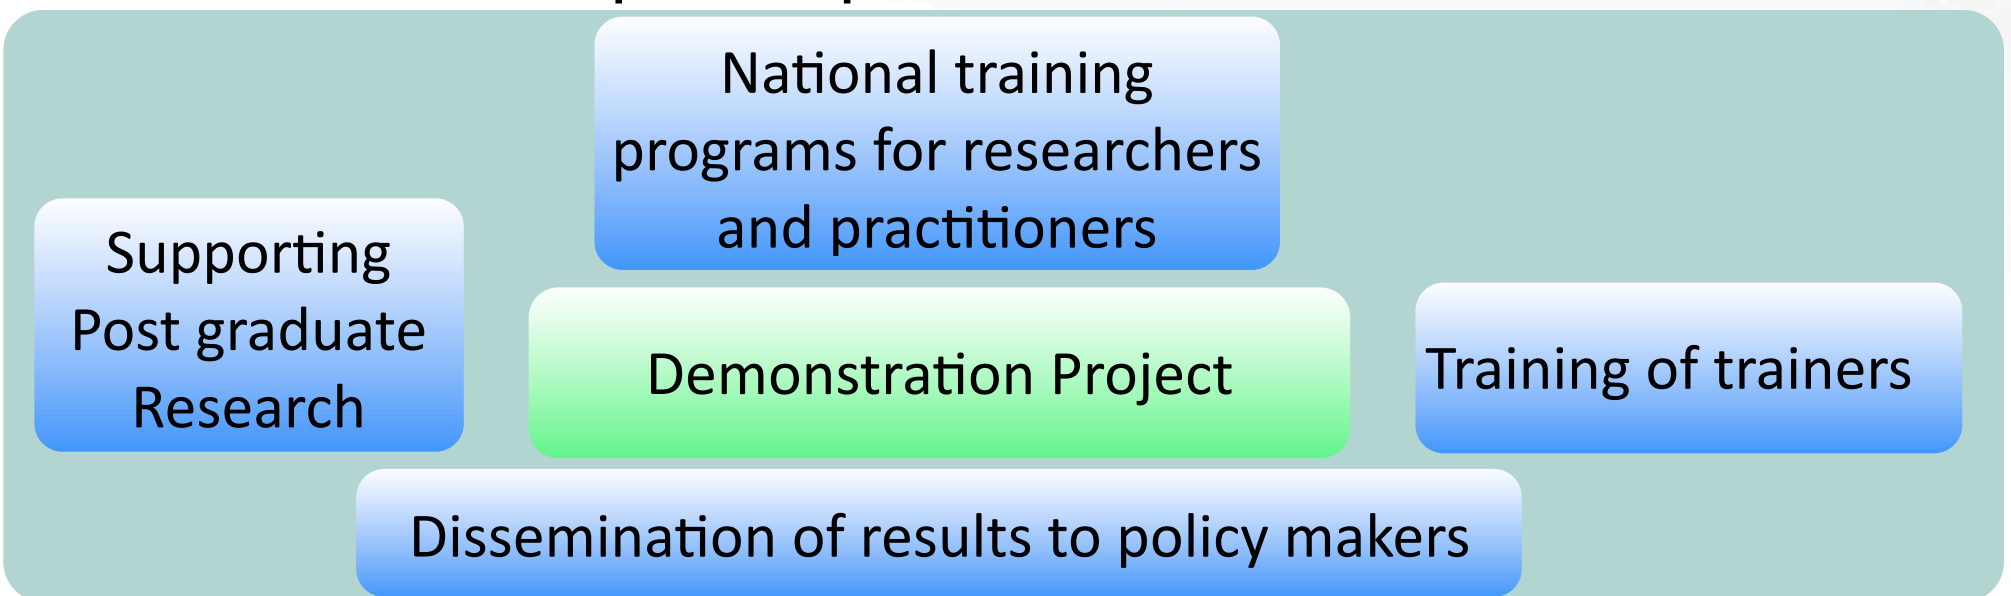 National training
programs for researchers
and practitioners
Supporting
Post graduate
Research
Demonstration Project
Training of trainers
Dissemination of results to policy makers